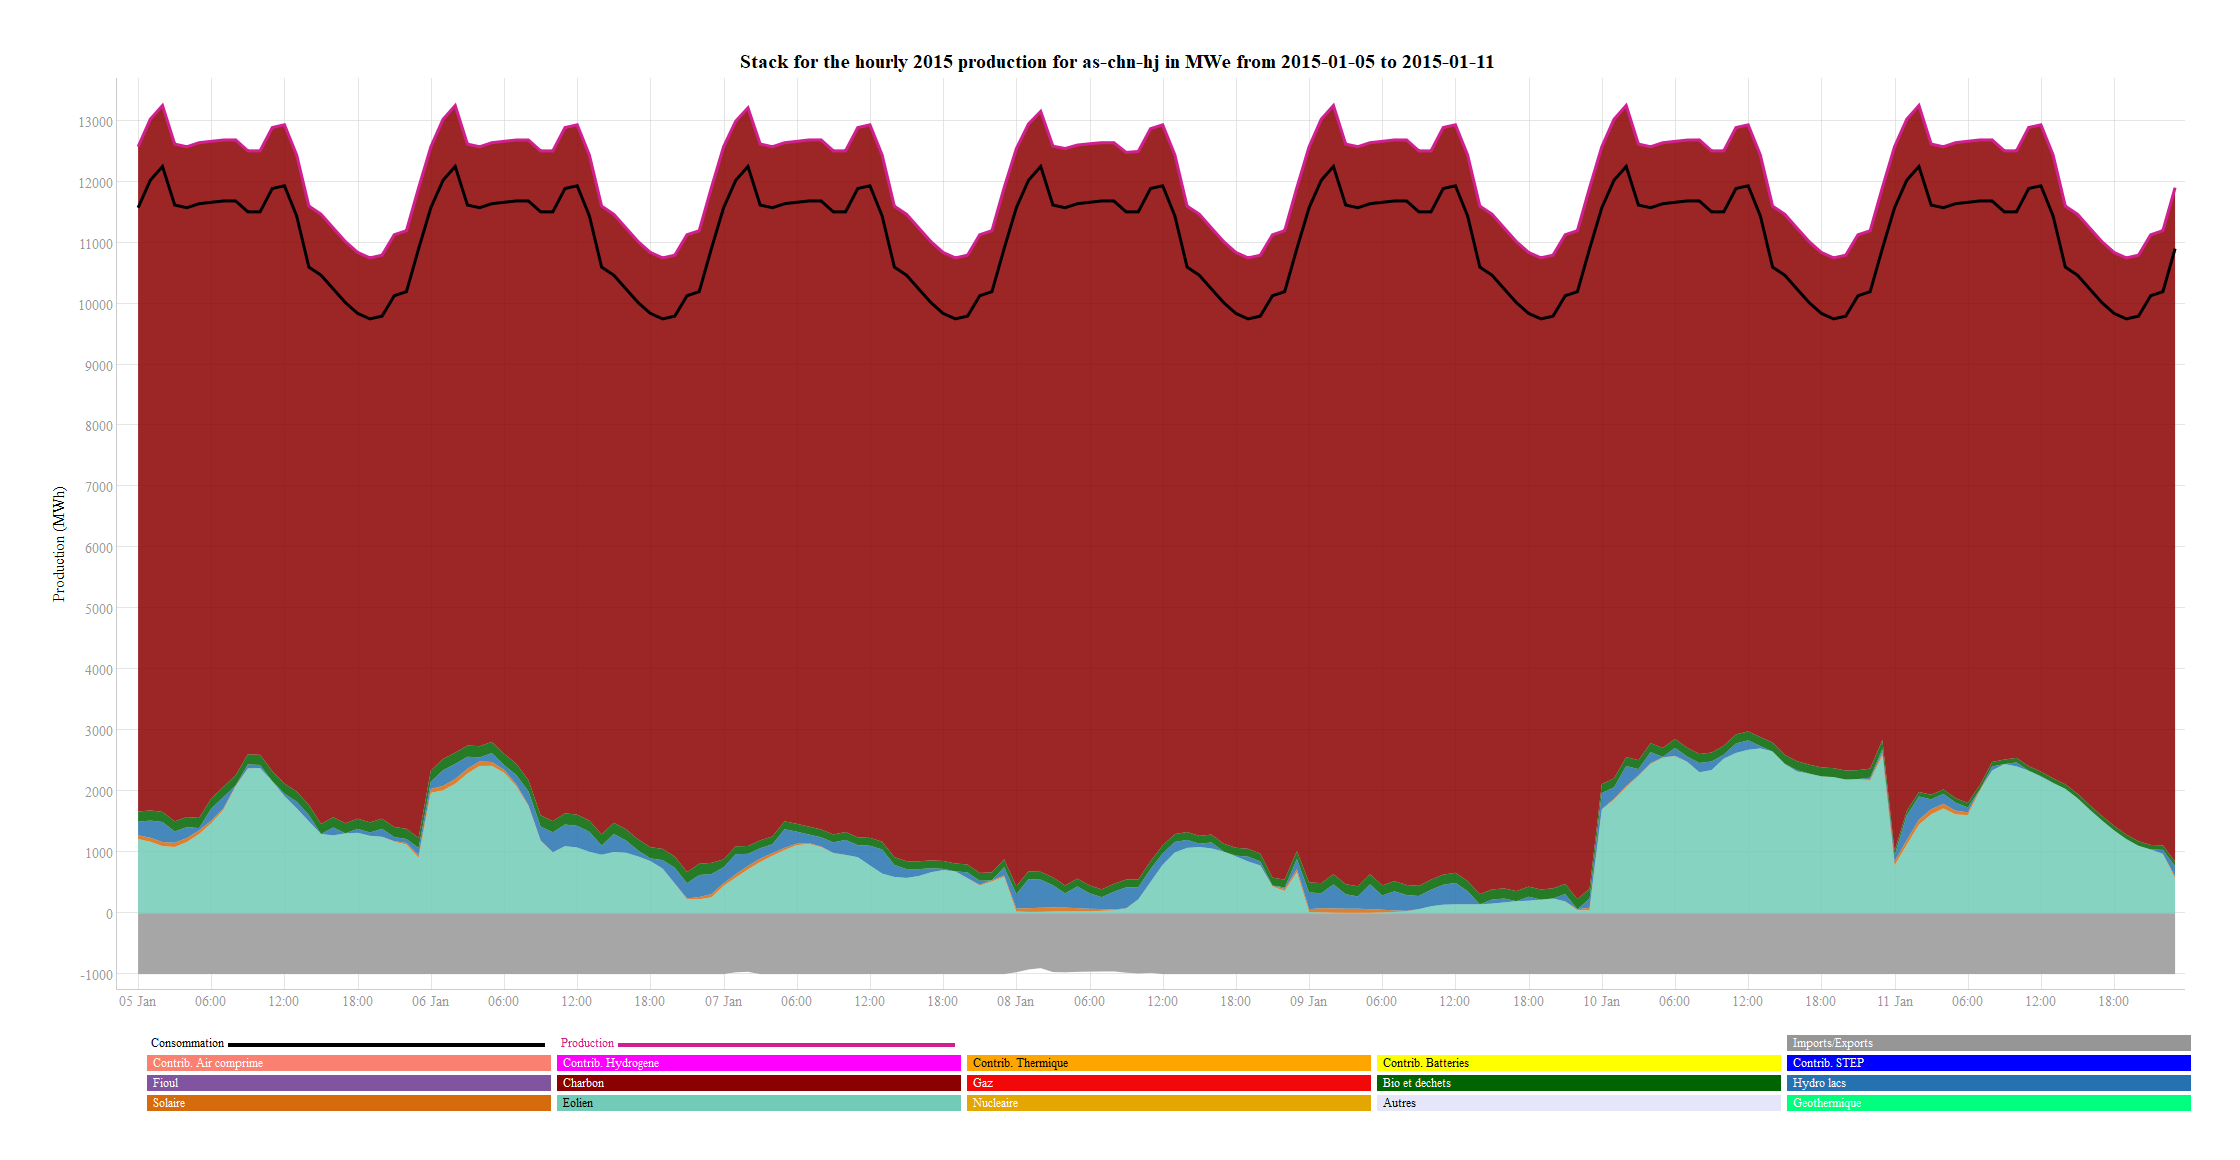 Stack for the hourly 2015 production for as-chn-hj in MWe from 2015-01-05 to 2015-01-11
13000
12000
11000
10000
9000
8000
7000
6000
5000
4000
3000
2000
1000
0
-1000
Production (MWh)
05 Jan 06:00 12:00 18:00 06 Jan 06:00 12:00 18:00 07 Jan 06:00 12:00 18:00 08 Jan 06:00 12:00 18:00 09 Jan 06:00 12:00 18:00 10 Jan 06:00 12:00 18:00 11 Jan 06:00 12:00 18:00
Consommation Production Imports/Exports
Contrib. Air comprime Contrib. Hydrogene Contrib. Thermique Contrib. Batteries Contrib. STEP
Fioul Charbon Gaz Bio et dechets Hydro lacs
Solaire Eolien Nucleaire Autres Geothermique